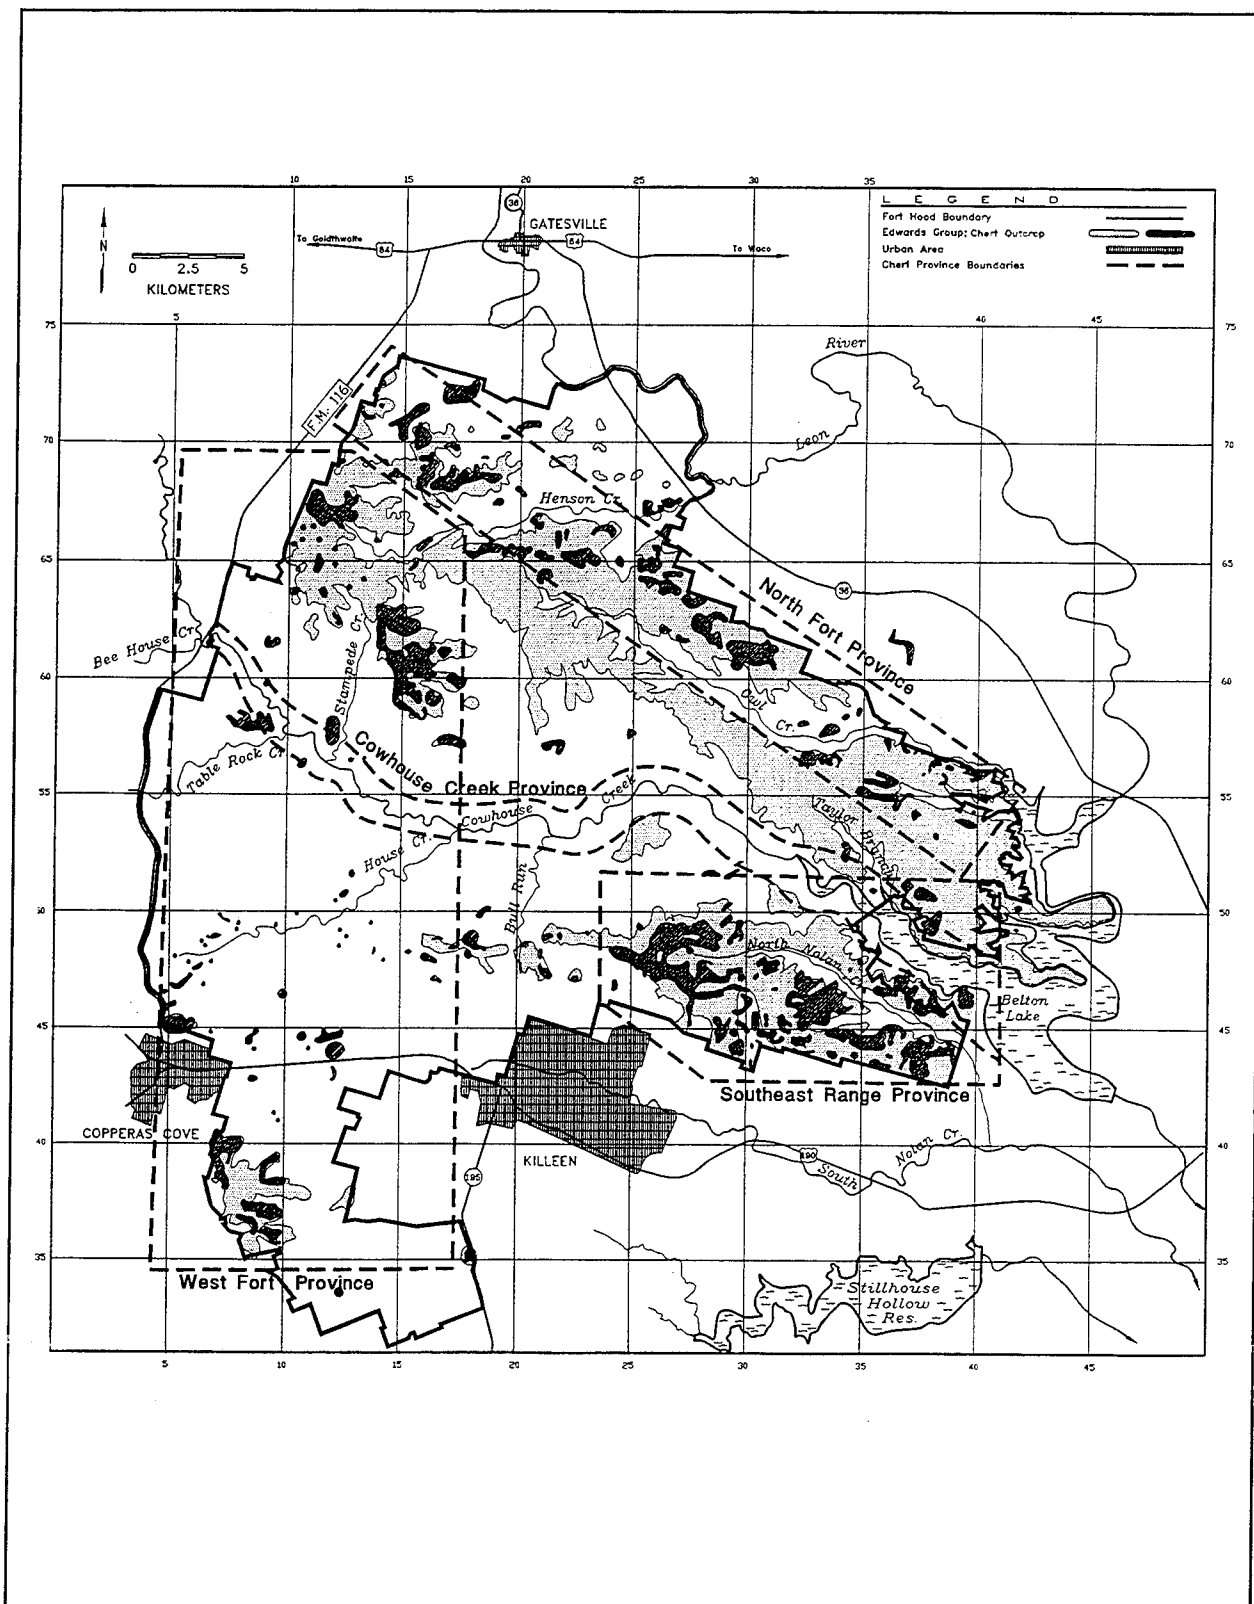 10 15 20 25 30 35
L E G E N D
Fort Hood Boundary
Edwards Group: Chert Outcrop
Urban Area
Chert Province Boundaries
36
GATESVILLE
To Goldthwaite
84
84
To Waco
N
0 2.5 5
KILOMETERS
5
40 45
75
75
River
F.M. 116
Leon
70
70
Henson Cr.
65
65
36
North Fort Province
Bee House Cr.
Stampede Cr.
60
60
Owl
Cr.
Table Rock Cr.
Cowhouse
Creek Province
55
55
Cowhouse
Creek
Taylor Branch
House Cr.
Bull Run
50
50
North Nolan
Belton
Lake
45
45
Southeast Range Province
COPPERAS COVE
40
40
KILLEEN
190
South
Nolan Cr.
195
35
35
West Fort Province
Stillhouse
Hollow
Res.
5 10 15 20 25 30 35 40 45